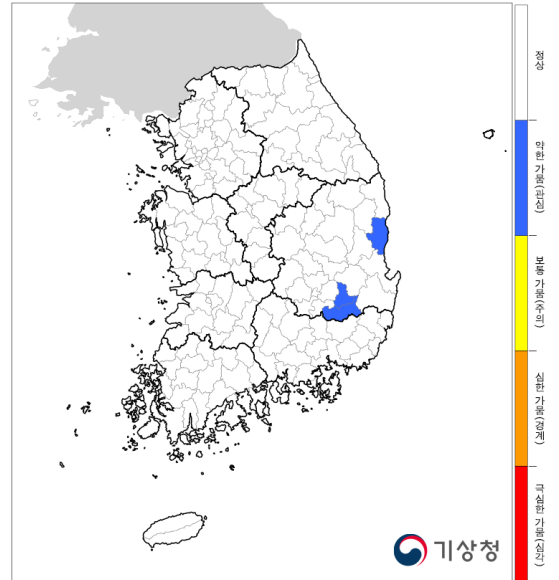 정상
약한 가뭄(관심)
보통 가뭄(주의)
심한 가뭄(경계)
극심한 가뭄(심각)
기상청